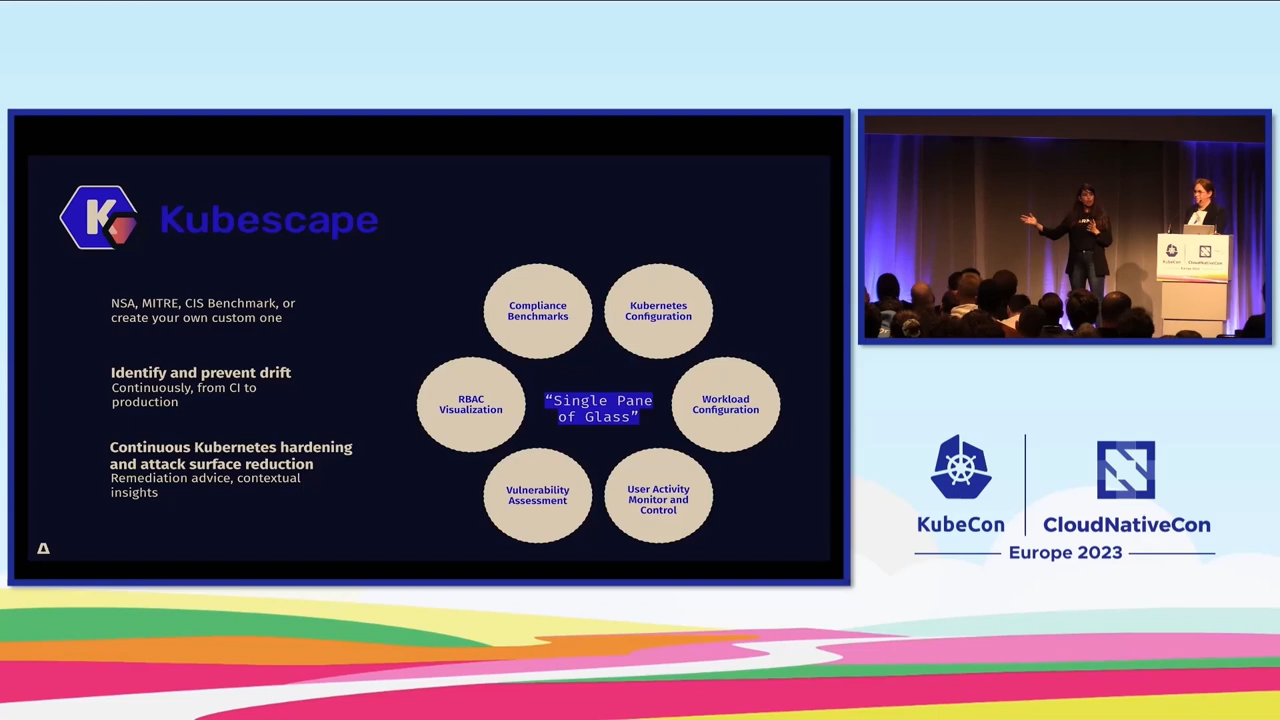 Kubescape
NSA, MITRE, CIS Benchmark, or
create your own custom one
Identify and prevent drift
Continuously, from CI to
production
Continuous Kubernetes hardening
and attack surface reduction
Remediation advice, contextual
insights
Compliance
Benchmarks
Kubernetes
Configuration
RBAC
Visualization
“Single Pane
of Glass”
Workload
Configuration
Vulnerability
Assessment
User Activity
Monitor and
Control
KubeCon
CloudNativeCon
KubeCon
CloudNativeCon
Europe 2023